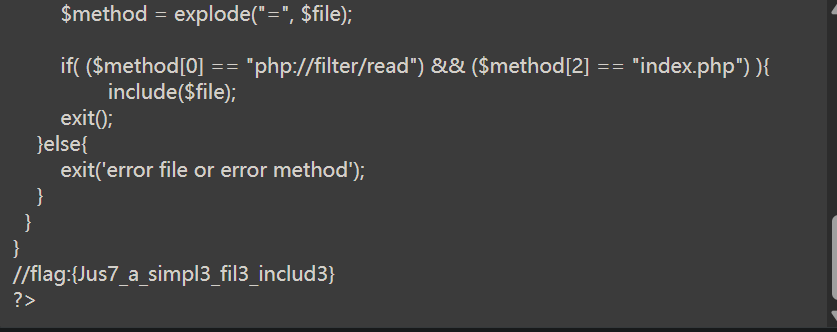 $method = explode("=", $file);
if( ($method[0] == "php://filter/read") && ($method[2] == "index.php") ){
include($file);
exit();
}else{
exit('error file or error method');
}
}
}
//flag:{Jus7_a_simpl3_fil3_includ3}
?>